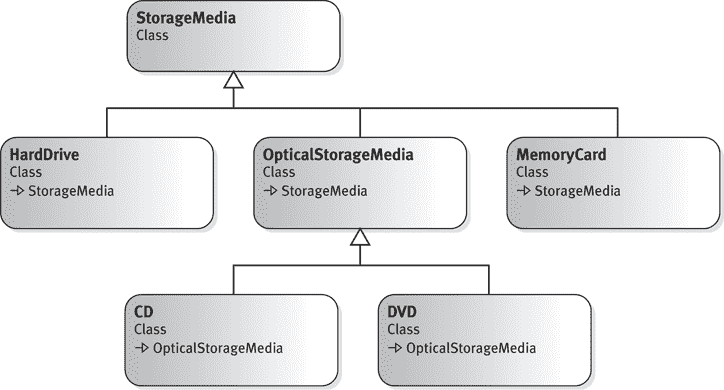 StorageMedia
Class
HardDrive
Class
StorageMedia
OpticalStorageMedia
Class
StorageMedia
MemoryCard
Class
StorageMedia
CD
Class
OpticalStorageMedia
DVD
Class
OpticalStorageMedia